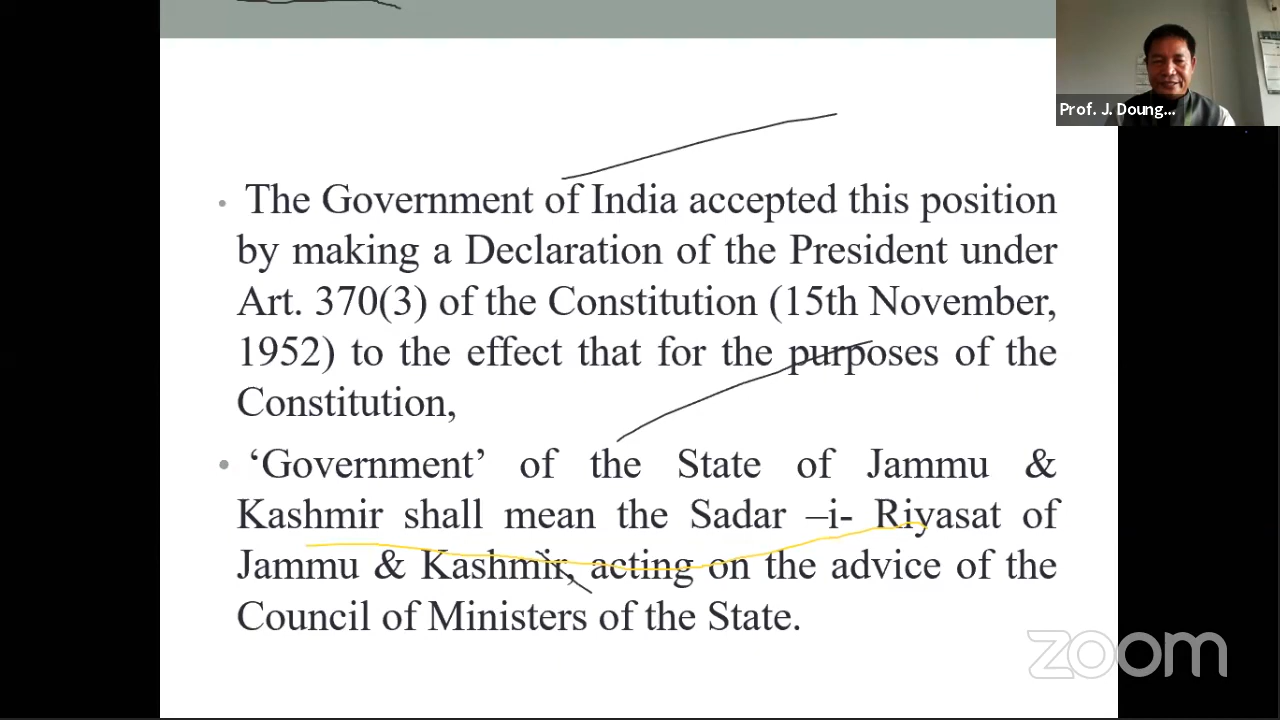 Prof. J. Doung...
• The Government of India accepted this position
by making a Declaration of the President under
Art. 370(3) of the Constitution (15th November,
1952) to the effect that for the purposes of the
Constitution,
• ‘Government’ of the State of Jammu &
Kashmir shall mean the Sadar –i- Riyasat of
Jammu & Kashmir, acting on the advice of the
Council of Ministers of the State.
zoom